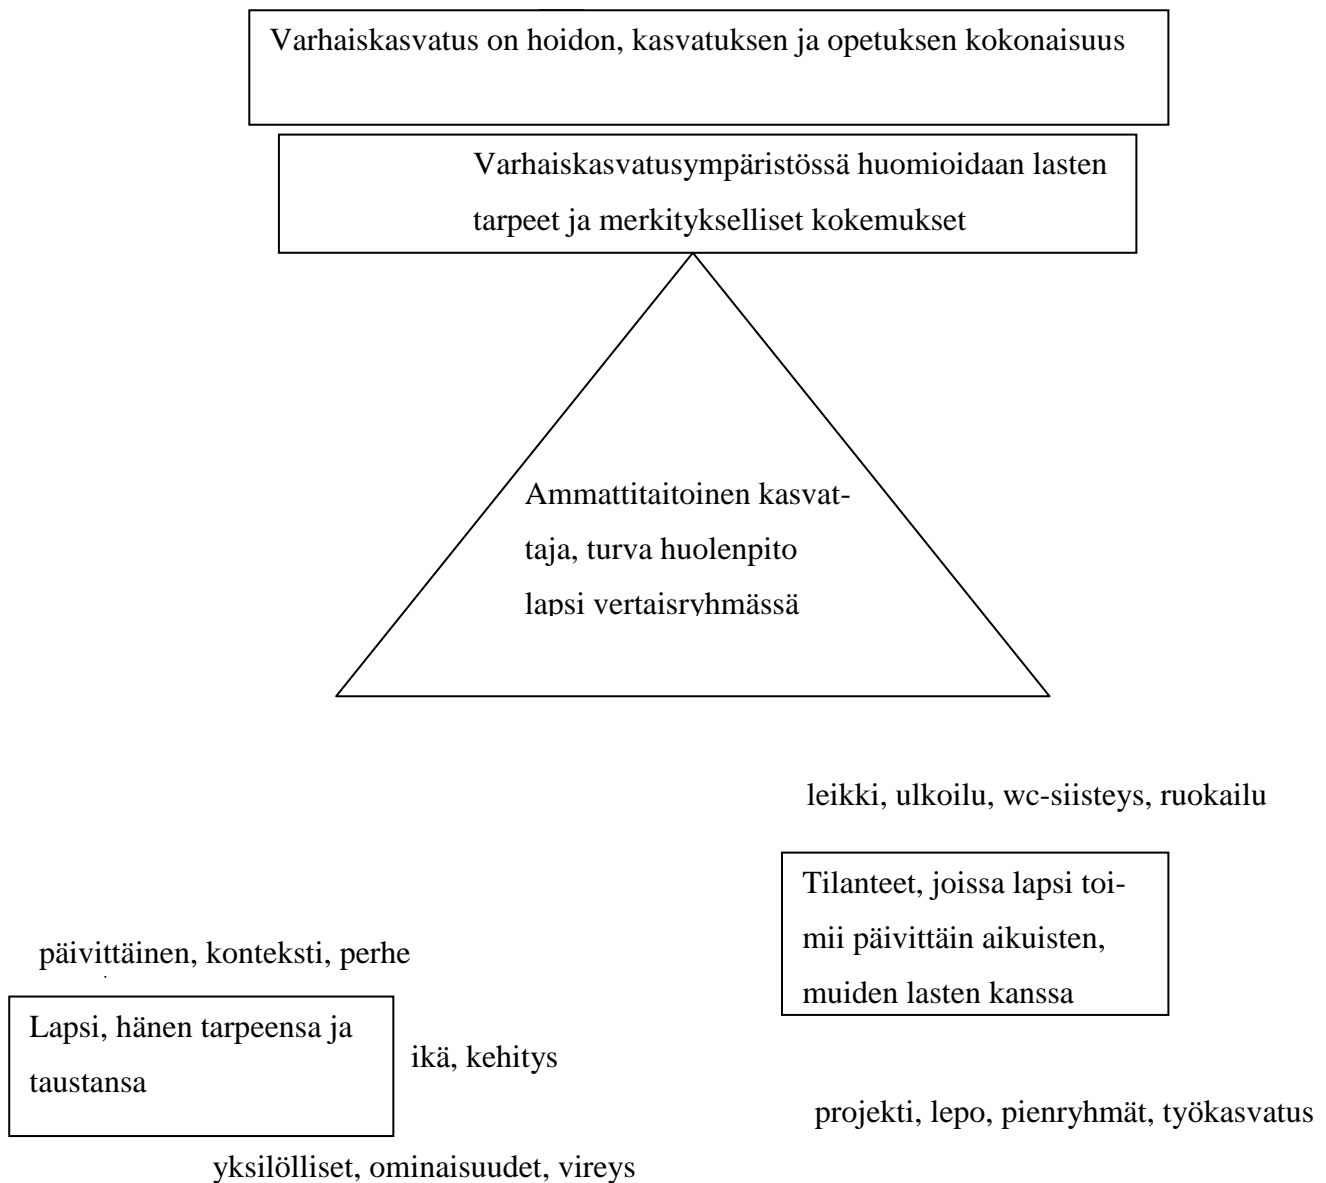 Varhaiskasvatus on hoidon, kasvatuksen ja opetuksen kokonaisuus
Varhaiskasvatusympäristössä huomioidaan lasten
tarpeet ja merkitykselliset kokemukset
Ammattitaitoinen kasvat-
taja, turva huolenpito
lapsi vertaisryhmässä
leikki, ulkoilu, wc-siisteys, ruokailu
Tilanteet, joissa lapsi toi-
mii päivittäin aikuisten,
muiden lasten kanssa
päivittäinen, konteksti, perhe
Lapsi, hänen tarpeensa ja
taustansa
ikä, kehitys
projekti, lepo, pienryhmät, työkasvatus
yksilölliset, ominaisuudet, vireys